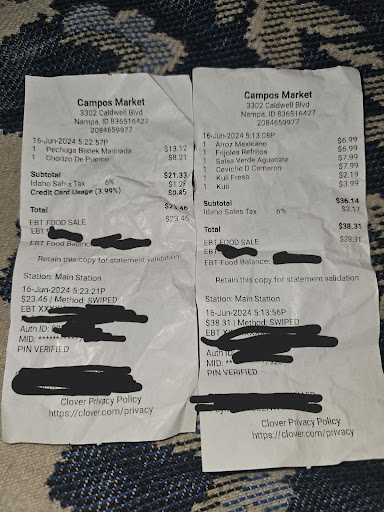 Campos Market
3302 Caldwell Blvd
Nampa, ID 836516427
2084659977
16-Jun-2024 5:22:57P
1 Pechuga Bistek Marinada $13.12
1 Chorizo De Puerco $8.21
Subtotal $21.33
Idaho Sales Tax 6% $1.28
Credit Card Usage (3.99%) $0.85
Total $23.46
EBT FOOD SALE $23.46
EBT
EBT Food Balance
Retain this copy for statement validation
Station: Main Station
16-Jun-2024 5:23:21P
$23.46 | Method: SWIPED
EBT XX
Auth ID:
MID: **********
PIN VERIFIED
Clover Privacy Policy
https://clover.com/privacy
Campos Market
3302 Caldwell Blvd
Nampa, ID 836516427
2084659977
16-Jun-2024 5:13:08P
1 Arroz Mexicano $6.99
1 Frijoles Refritos $6.99
1 Salsa Verde Aguacate $7.99
1 Ceviche D Camaron $7.99
1 Kuii Fresa $2.19
1 Kuii $3.99
Subtotal $36.14
Idaho Sales Tax 6% $2.17
Total $38.31
EBT FOOD SALE $38.31
EBT
EBT Food Balance:
Retain this copy for statement validation
Station: Main Station
16-Jun-2024 5:13:56P
$38.31 | Method: SWIPED
EBT
Auth
MID: **
PIN VERIFIED
Clover Privacy Policy
https://clover.com/privacy